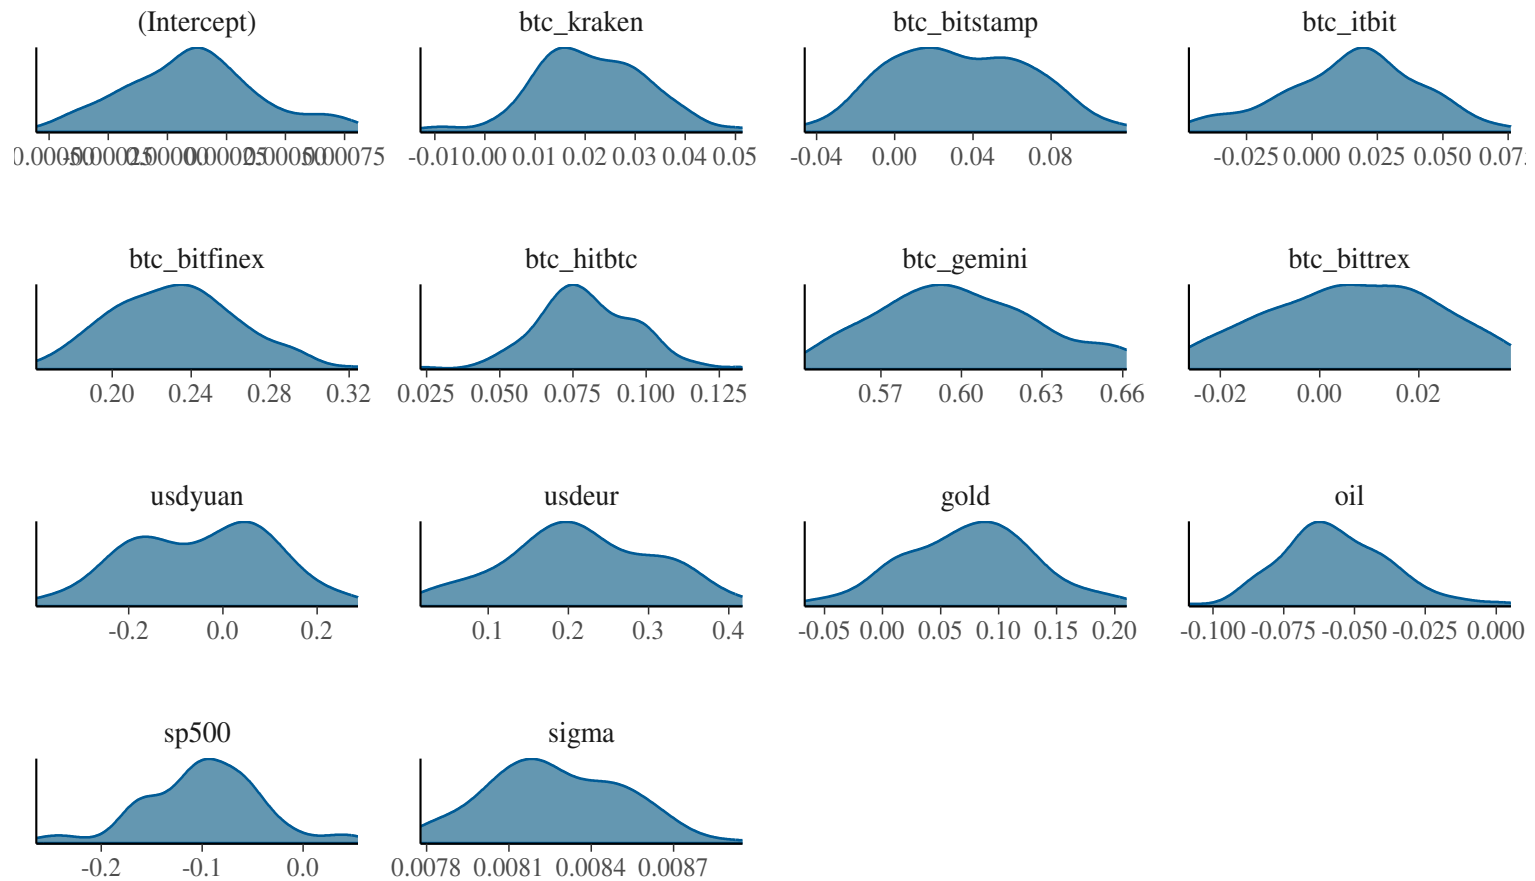 (Intercept) btc_kraken btc_bitstamp btc_itbit
-0.010 0.00 0.01 0.02 0.03 0.04 0.05 -0.04 0.00 0.04 0.08 -0.025 0.000 0.025 0.050 0.07
btc_bitfinex btc_hitbtc btc_gemini btc_bittrex
0.20 0.24 0.28 0.32 0.025 0.050 0.075 0.100 0.125 0.57 0.60 0.63 0.66 -0.02 0.00 0.02
usdyuan usdeur gold oil
-0.2 0.0 0.2 0.1 0.2 0.3 0.4 -0.05 0.00 0.05 0.10 0.15 0.20 -0.100 -0.075 -0.050 -0.025 0.000
sp500 sigma
-0.2 -0.1 0.0 0.0078 0.0081 0.0084 0.0087